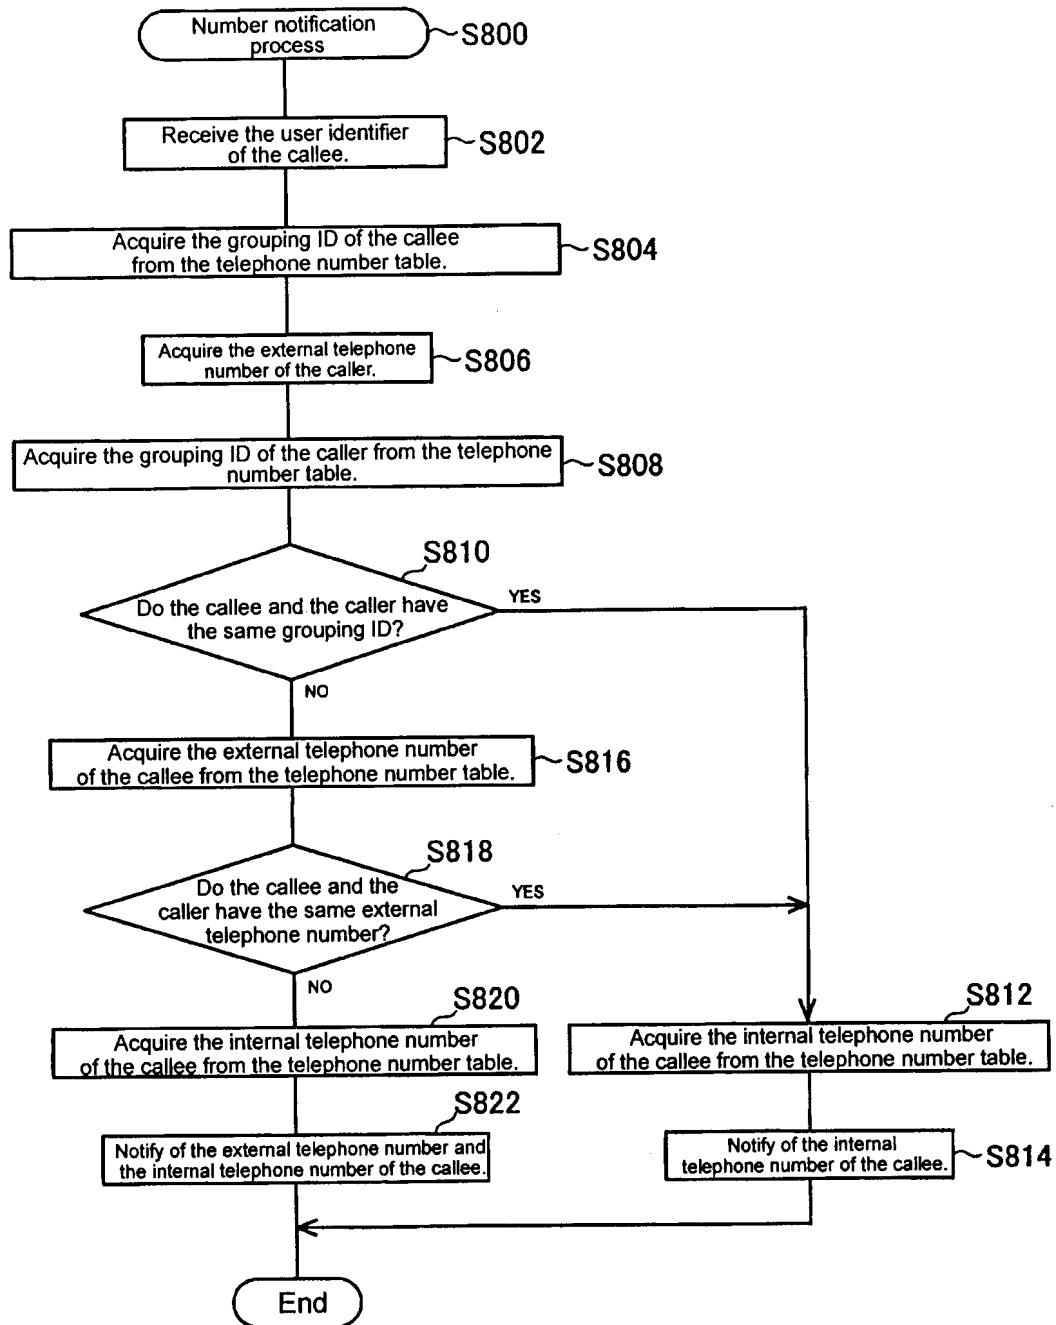 Number notification
process
S800
Receive the user identifier
of the callee.
S802
Acquire the grouping ID of the callee
from the telephone number table.
S804
Acquire the external telephone
number of the caller.
S806
Acquire the grouping ID of the caller from the telephone
number table.
S808
S810
Do the callee and the caller have
the same grouping ID?
YES
NO
Acquire the external telephone number
of the callee from the telephone number table.
S816
S818
Do the callee and the
caller have the same external
telephone number?
YES
NO
S820
Acquire the internal telephone number
of the callee from the telephone number table.
S812
Acquire the internal telephone number
of the callee from the telephone number table.
S822
Notify of the external telephone number and
the internal telephone number of the callee.
Notify of the internal
telephone number of the callee.
S814
End